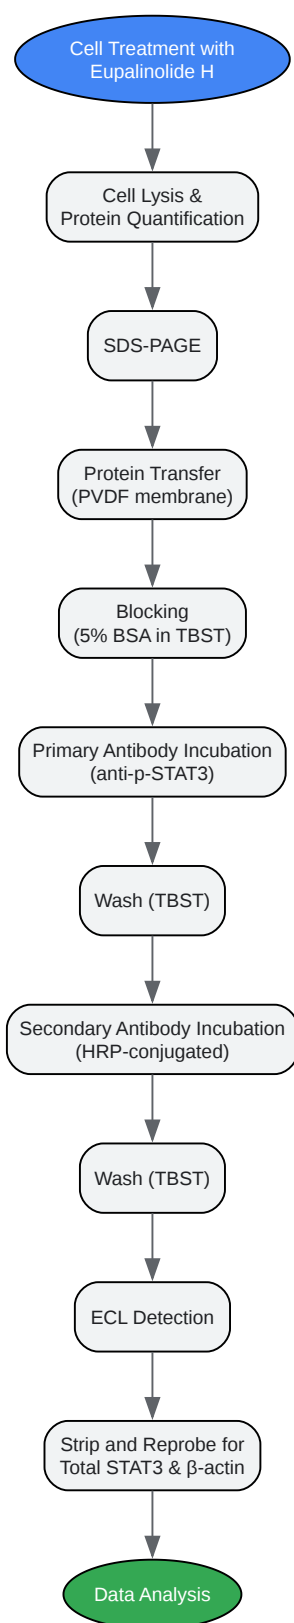 Cell Treatment with
Eupalinolide H
Cell Lysis &
Protein Quantification
SDS-PAGE
Protein Transfer
(PVDF membrane)
Blocking
(5% BSA in TBST)
Primary Antibody Incubation
(anti-p-STAT3)
Wash (TBST)
Secondary Antibody Incubation
(HRP-conjugated)
Wash (TBST)
ECL Detection
Strip and Reprobe for
Total STAT3 & β-actin
Data Analysis